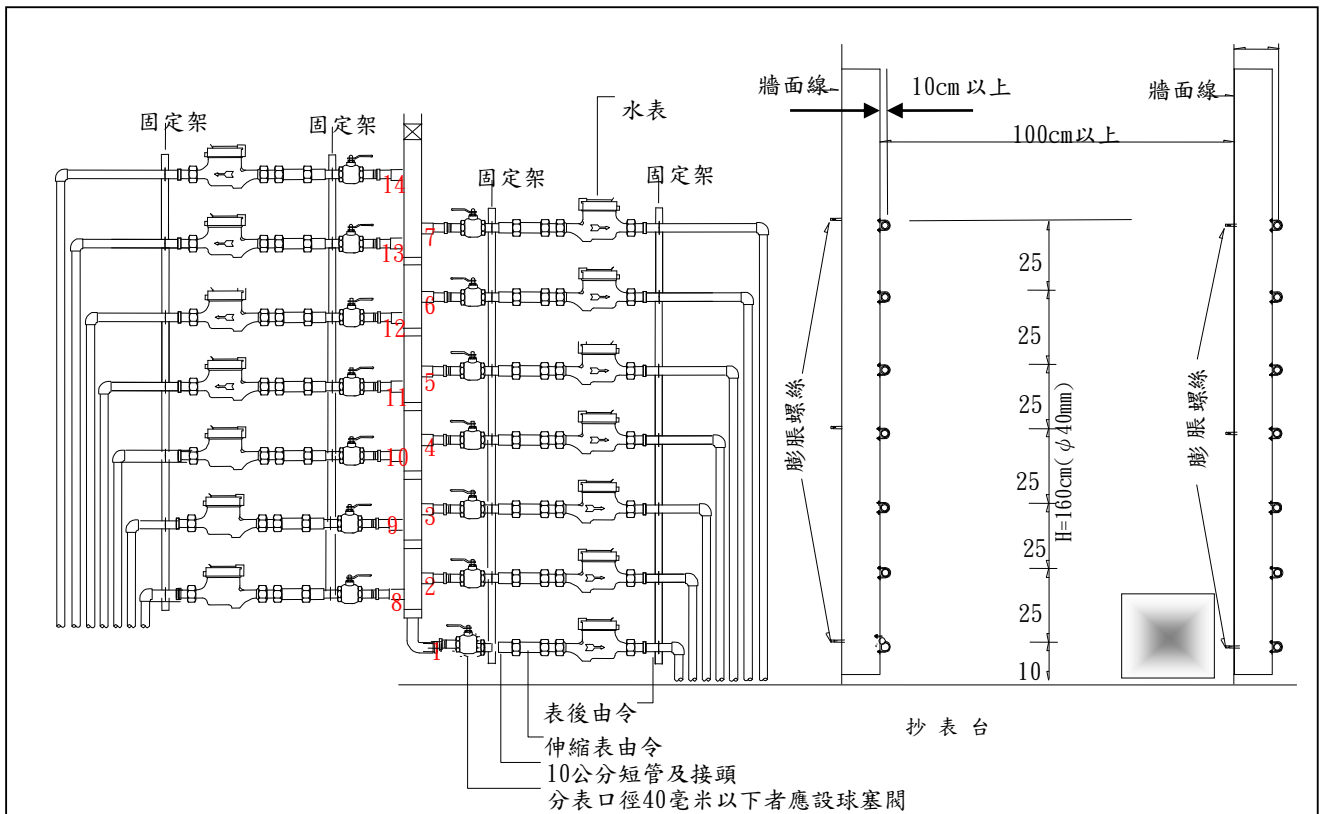 固定架
固定架
水表
固定架
固定架
牆面線
10cm以上
100cm以上
牆面線
14
13
12
11
10
9
8
7
6
5
4
3
2
1
膨脹螺絲
25
25
25
25
25
25
10
H=160cm(φ40mm)
膨脹螺絲
表後由令
伸縮表由令
10公分短管及接頭
分表口徑40毫米以下者應設球塞閥
抄表台